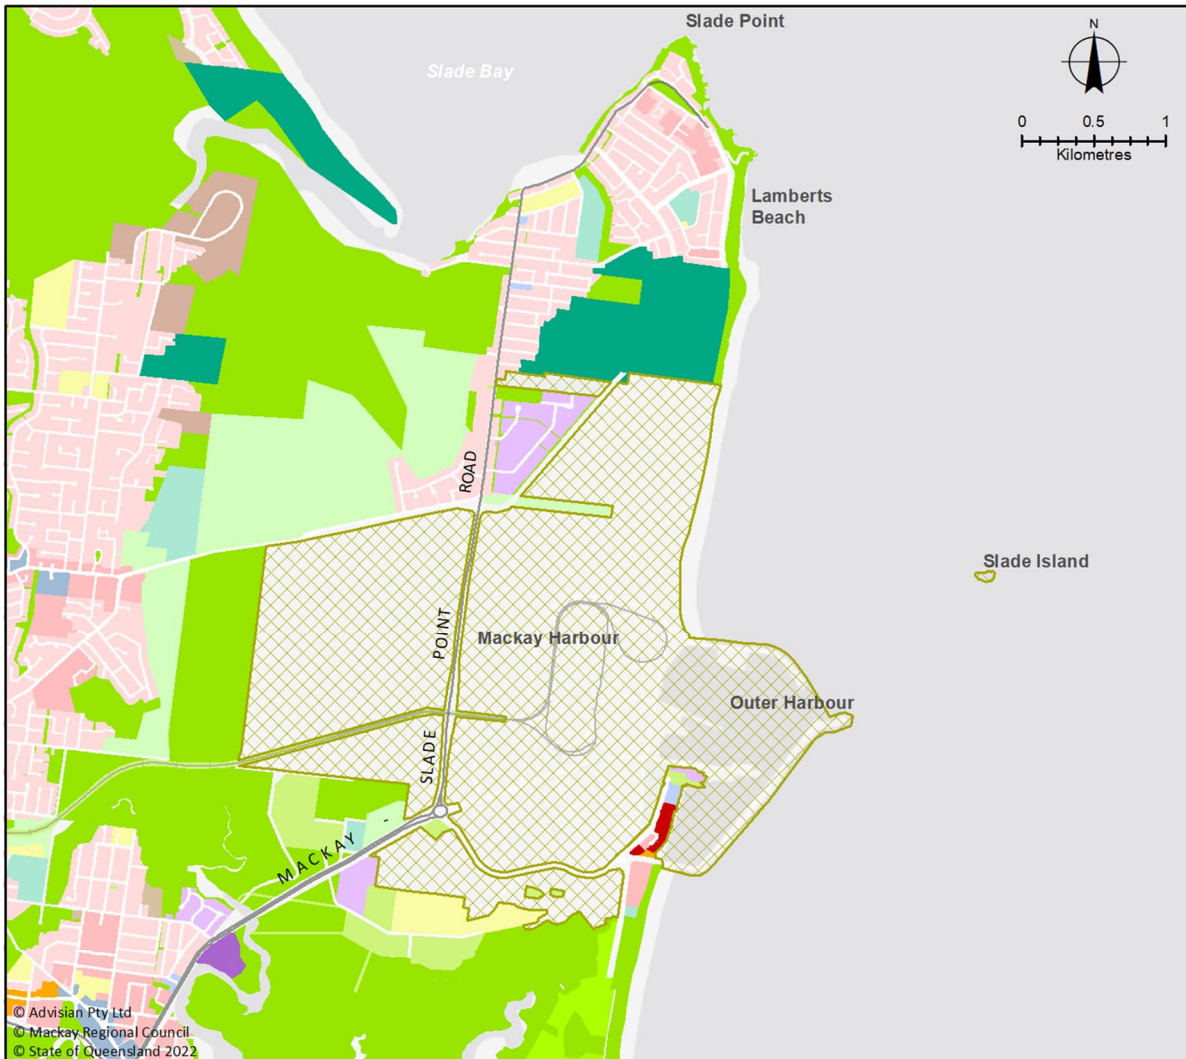 Slade Point
N
Slade Bay
0 0.5 1
Kilometres
Lamberts
Beach
ROAD
Slade Island
POINT
Mackay Harbour
Outer Harbour
SLADE
-
MACKAY
© Advisian Pty Ltd
© Mackay Regional Council
© State of Queensland 2022